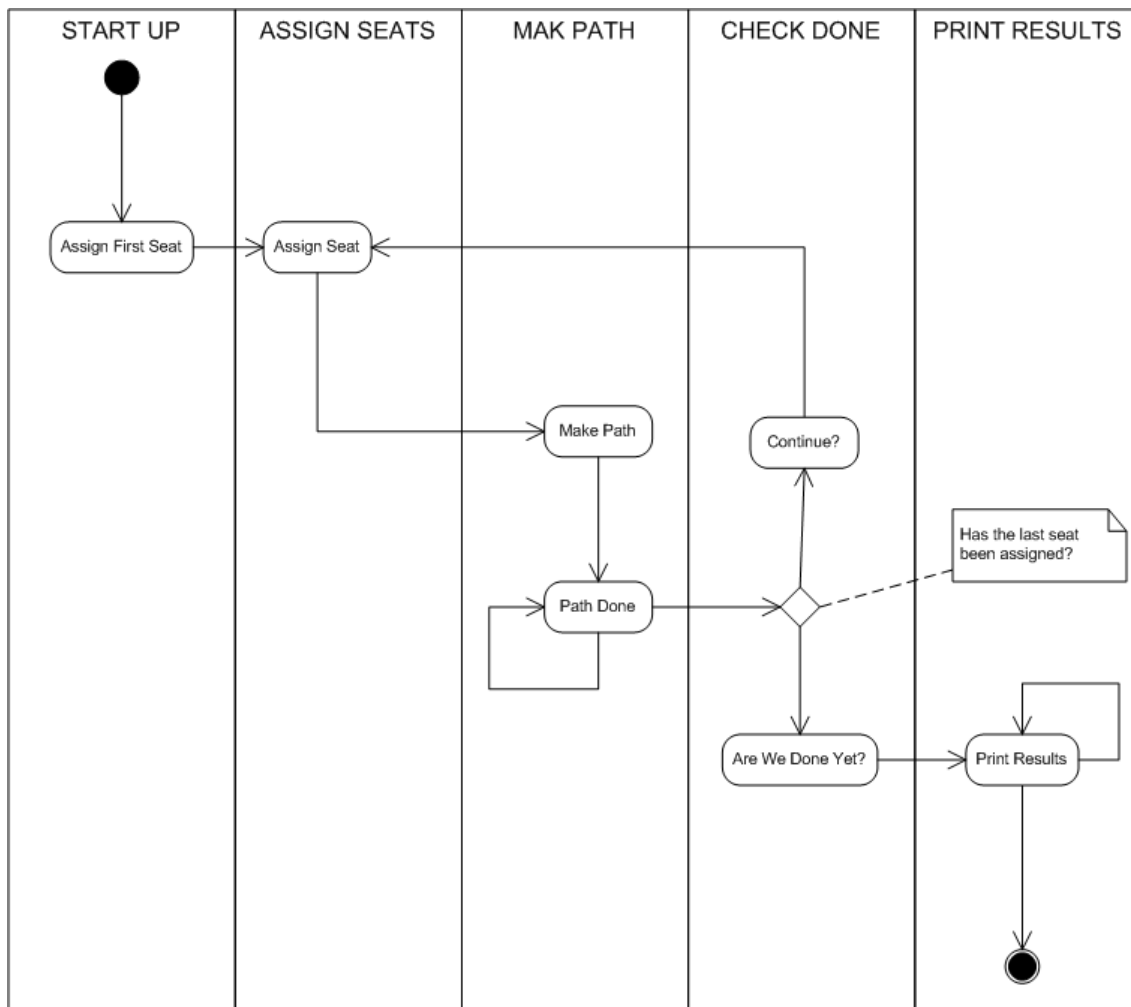 START UP
ASSIGN SEATS
MAK PATH
CHECK DONE
PRINT RESULTS
Assign First Seat
Assign Seat
Make Path
Continue?
Has the last seat
been assigned?
Path Done
Are We Done Yet?
Print Results